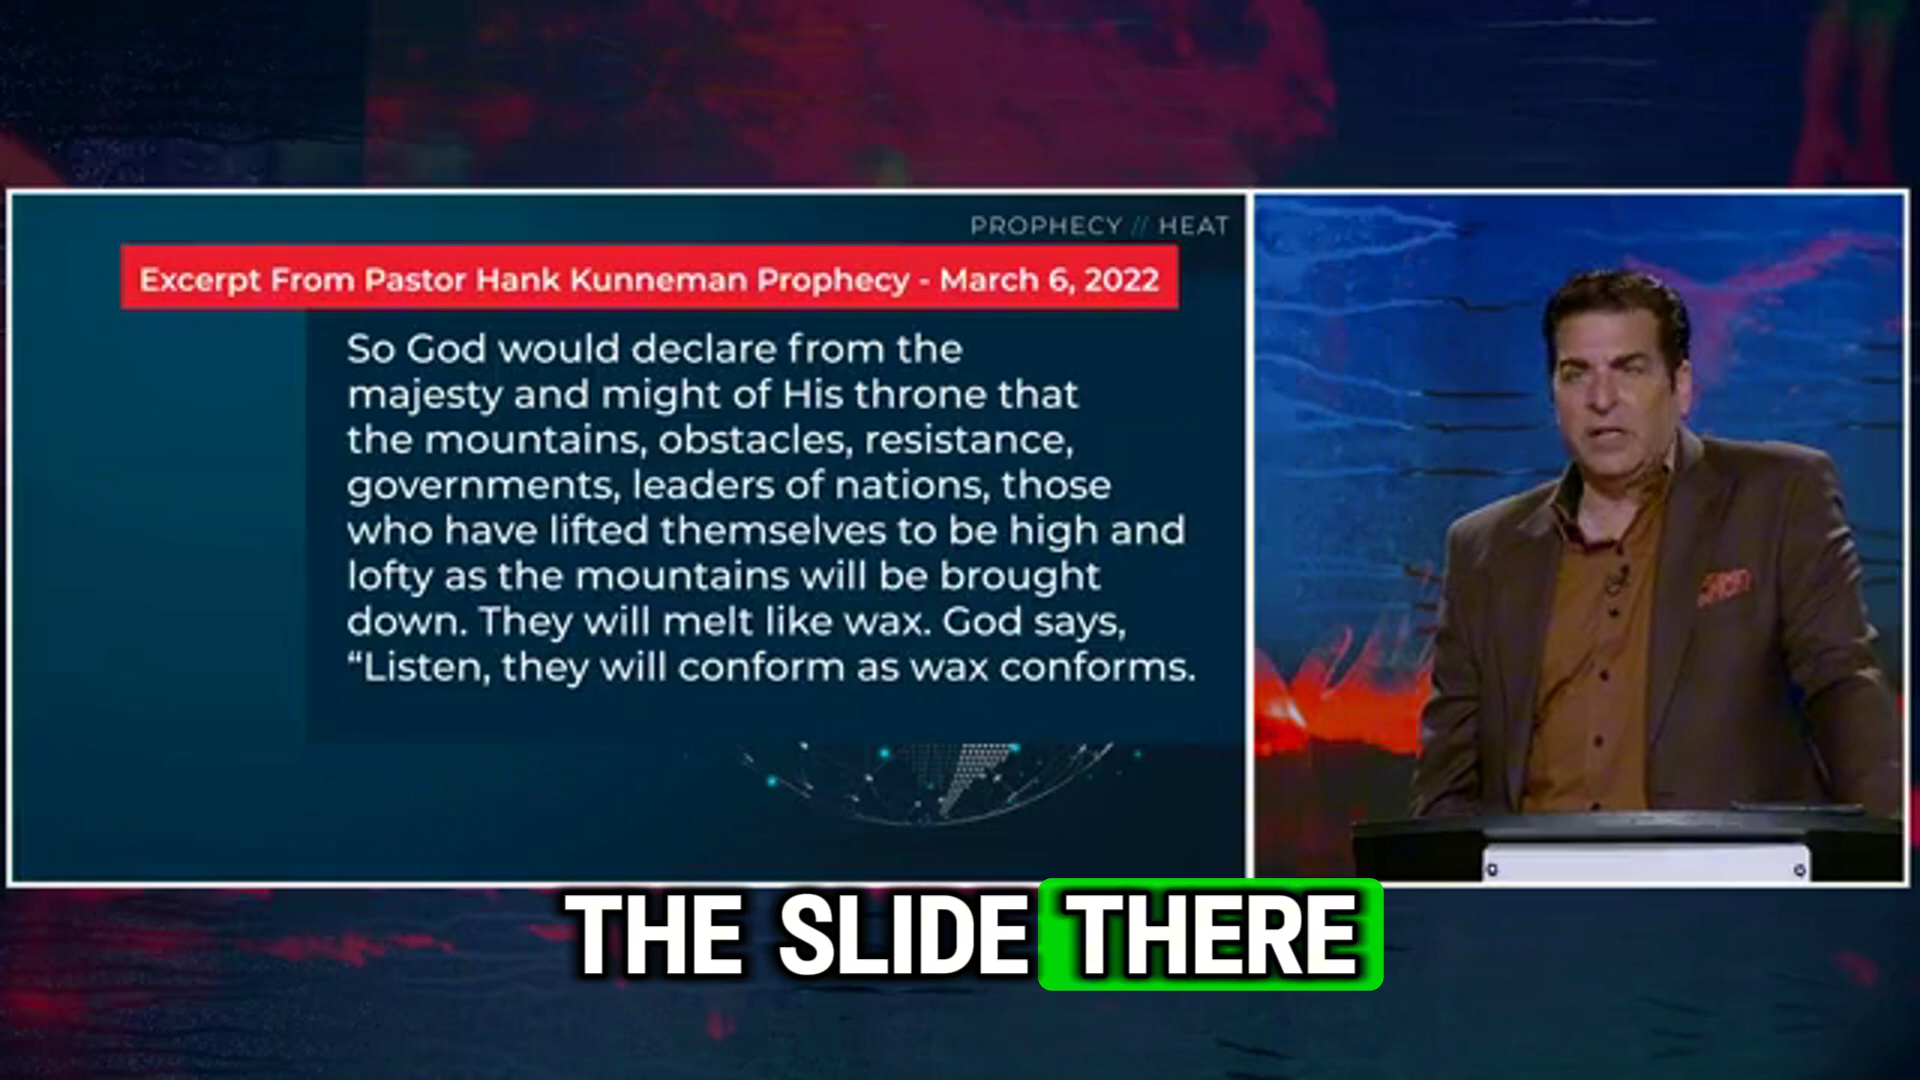 PROPHECY // HEAT
Excerpt From Pastor Hank Kunneman Prophecy - March 6, 2022
So God would declare from the
majesty and might of His throne that
the mountains, obstacles, resistance,
governments, leaders of nations, those
who have lifted themselves to be high and
lofty as the mountains will be brought
down. They will melt like wax. God says,
“Listen, they will conform as wax conforms.
THE SLIDE THERE